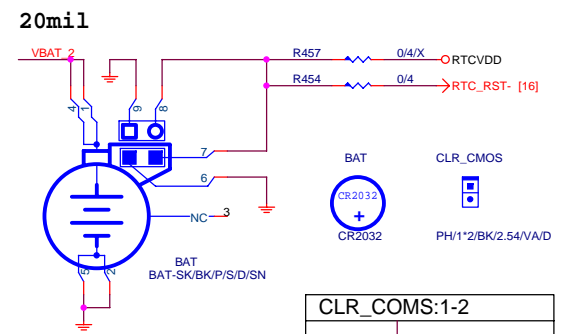 20mil
VBAT_2
R457 0/4/X RTCVDD
R454 0/4 RTC_RST- [16]
4 1 9 8
7
6
NC 3
5 2
BAT
BAT-SK/BK/P/S/D/SN
BAT
CR2032
+
CR2032
CLR_CMOS
PH/1*2/BK/2.54/VA/D
CLR_COMS:1-2